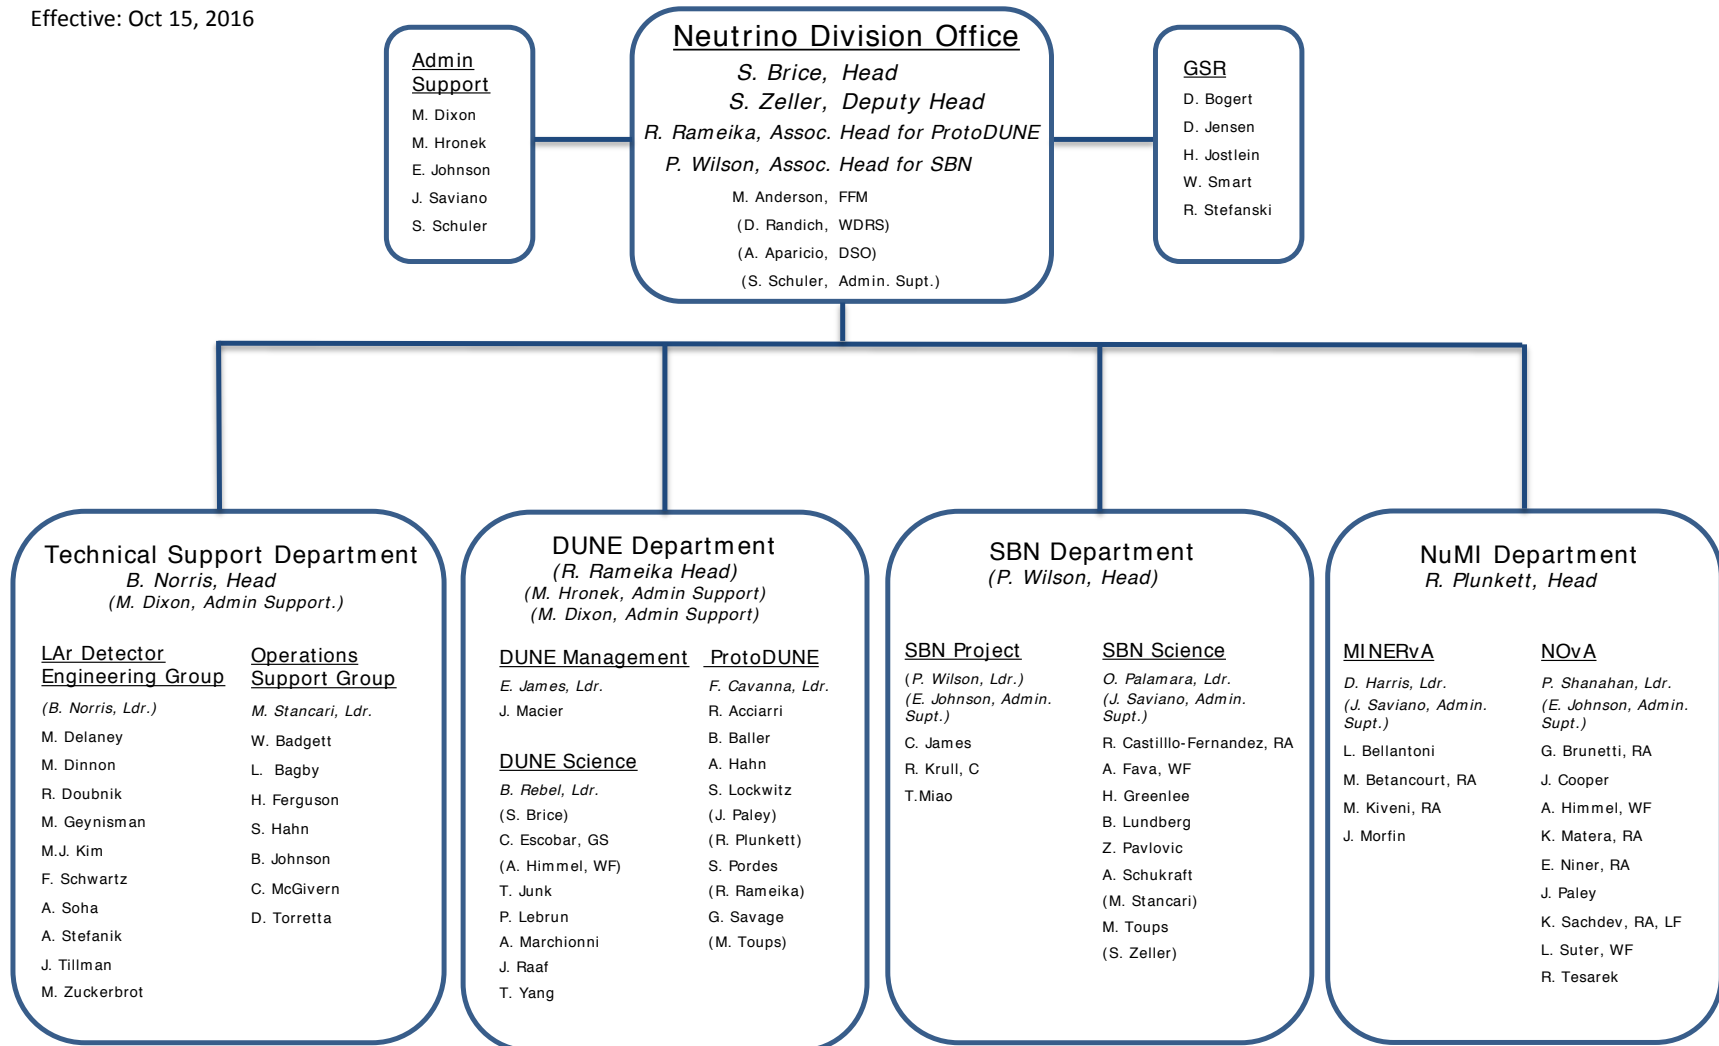 Effective: Oct 15, 2016
Admin
Support
M. Dixon
M. Hronek
E. Johnson
J. Saviano
S. Schuler
Neutrino Division Office
S. Brice, Head
S. Zeller, Deputy Head
R. Rameika, Assoc. Head for ProtoDUNE
P. Wilson, Assoc. Head for SBN
M. Anderson, FFM
(D. Randich, WDRS)
(A. Aparicio, DSO)
(S. Schuler, Admin. Supt.)
GSR
D. Bogert
D. Jensen
H. Jostlein
W. Smart
R. Stefanski
Technical Support Department
B. Norris, Head
(M. Dixon, Admin Support.)
LAr Detector
Engineering Group
(B. Norris, Ldr.)
M. Delaney
M. Dinnon
R. Doubnik
M. Geynisman
M.J. Kim
F. Schwartz
A. Soha
A. Stefanik
J. Tillman
M. Zuckerbrot
Operations
Support Group
M. Stancari, Ldr.
W. Badgett
L. Bagby
H. Ferguson
S. Hahn
B. Johnson
C. McGivern
D. Torretta
DUNE Department
(R. Rameika Head)
(M. Hronek, Admin Support)
(M. Dixon, Admin Support)
DUNE Management
E. James, Ldr.
J. Macier
DUNE Science
B. Rebel, Ldr.
(S. Brice)
C. Escobar, GS
(A. Himmel, WF)
T. Junk
P. Lebrun
A. Marchionni
J. Raaf
T. Yang
ProtoDUNE
F. Cavanna, Ldr.
R. Acciarri
B. Baller
A. Hahn
S. Lockwitz
(J. Paley)
(R. Plunkett)
S. Pordes
(R. Rameika)
G. Savage
(M. Toups)
SBN Department
(P. Wilson, Head)
SBN Project
(P. Wilson, Ldr.)
(E. Johnson, Admin.
Supt.)
C. James
R. Krull, C
T.Miao
SBN Science
O. Palamara, Ldr.
(J. Saviano, Admin.
Supt.)
R. Castilllo-Fernandez, RA
A. Fava, WF
H. Greenlee
B. Lundberg
Z. Pavlovic
A. Schukraft
(M. Stancari)
M. Toups
(S. Zeller)
NuMI Department
R. Plunkett, Head
MINERvA
D. Harris, Ldr.
(J. Saviano, Admin.
Supt.)
L. Bellantoni
M. Betancourt, RA
M. Kiveni, RA
J. Morfin
NOvA
P. Shanahan, Ldr.
(E. Johnson, Admin.
Supt.)
G. Brunetti, RA
J. Cooper
A. Himmel, WF
K. Matera, RA
E. Niner, RA
J. Paley
K. Sachdev, RA, LF
L. Suter, WF
R. Tesarek